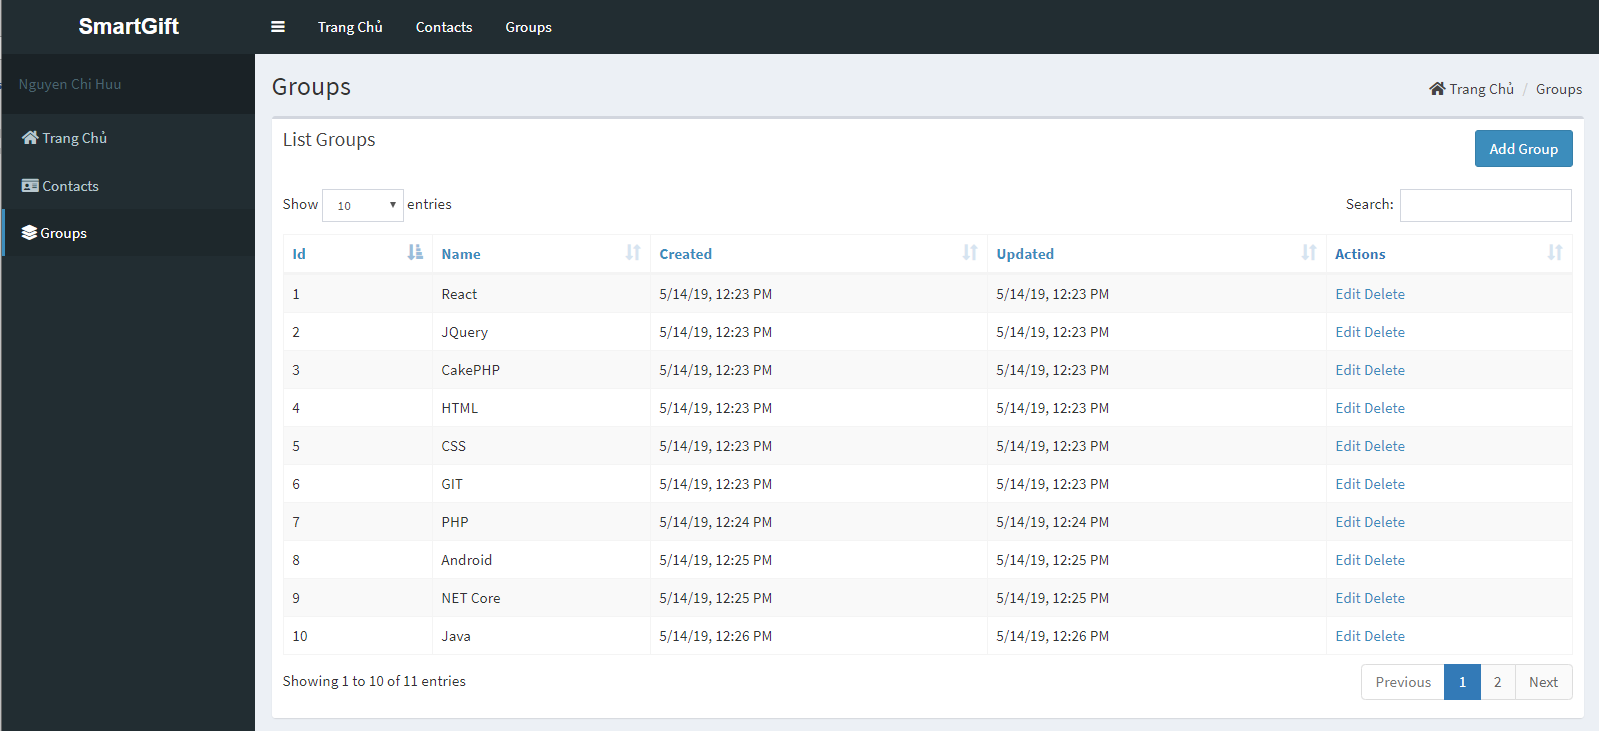 SmartGift Trang Chủ Contacts Groups
Nguyen Chi Huu
Trang Chủ
Contacts
Groups
Groups
Trang Chủ / Groups
List Groups
Add Group
Show 10 entries
Search:
Id Name Created Updated Actions
1 React 5/14/19, 12:23 PM 5/14/19, 12:23 PM Edit Delete
2 JQuery 5/14/19, 12:23 PM 5/14/19, 12:23 PM Edit Delete
3 CakePHP 5/14/19, 12:23 PM 5/14/19, 12:23 PM Edit Delete
4 HTML 5/14/19, 12:23 PM 5/14/19, 12:23 PM Edit Delete
5 CSS 5/14/19, 12:23 PM 5/14/19, 12:23 PM Edit Delete
6 GIT 5/14/19, 12:23 PM 5/14/19, 12:23 PM Edit Delete
7 PHP 5/14/19, 12:24 PM 5/14/19, 12:24 PM Edit Delete
8 Android 5/14/19, 12:25 PM 5/14/19, 12:25 PM Edit Delete
9 NET Core 5/14/19, 12:25 PM 5/14/19, 12:25 PM Edit Delete
10 Java 5/14/19, 12:26 PM 5/14/19, 12:26 PM Edit Delete
Showing 1 to 10 of 11 entries
Previous 1 2 Next